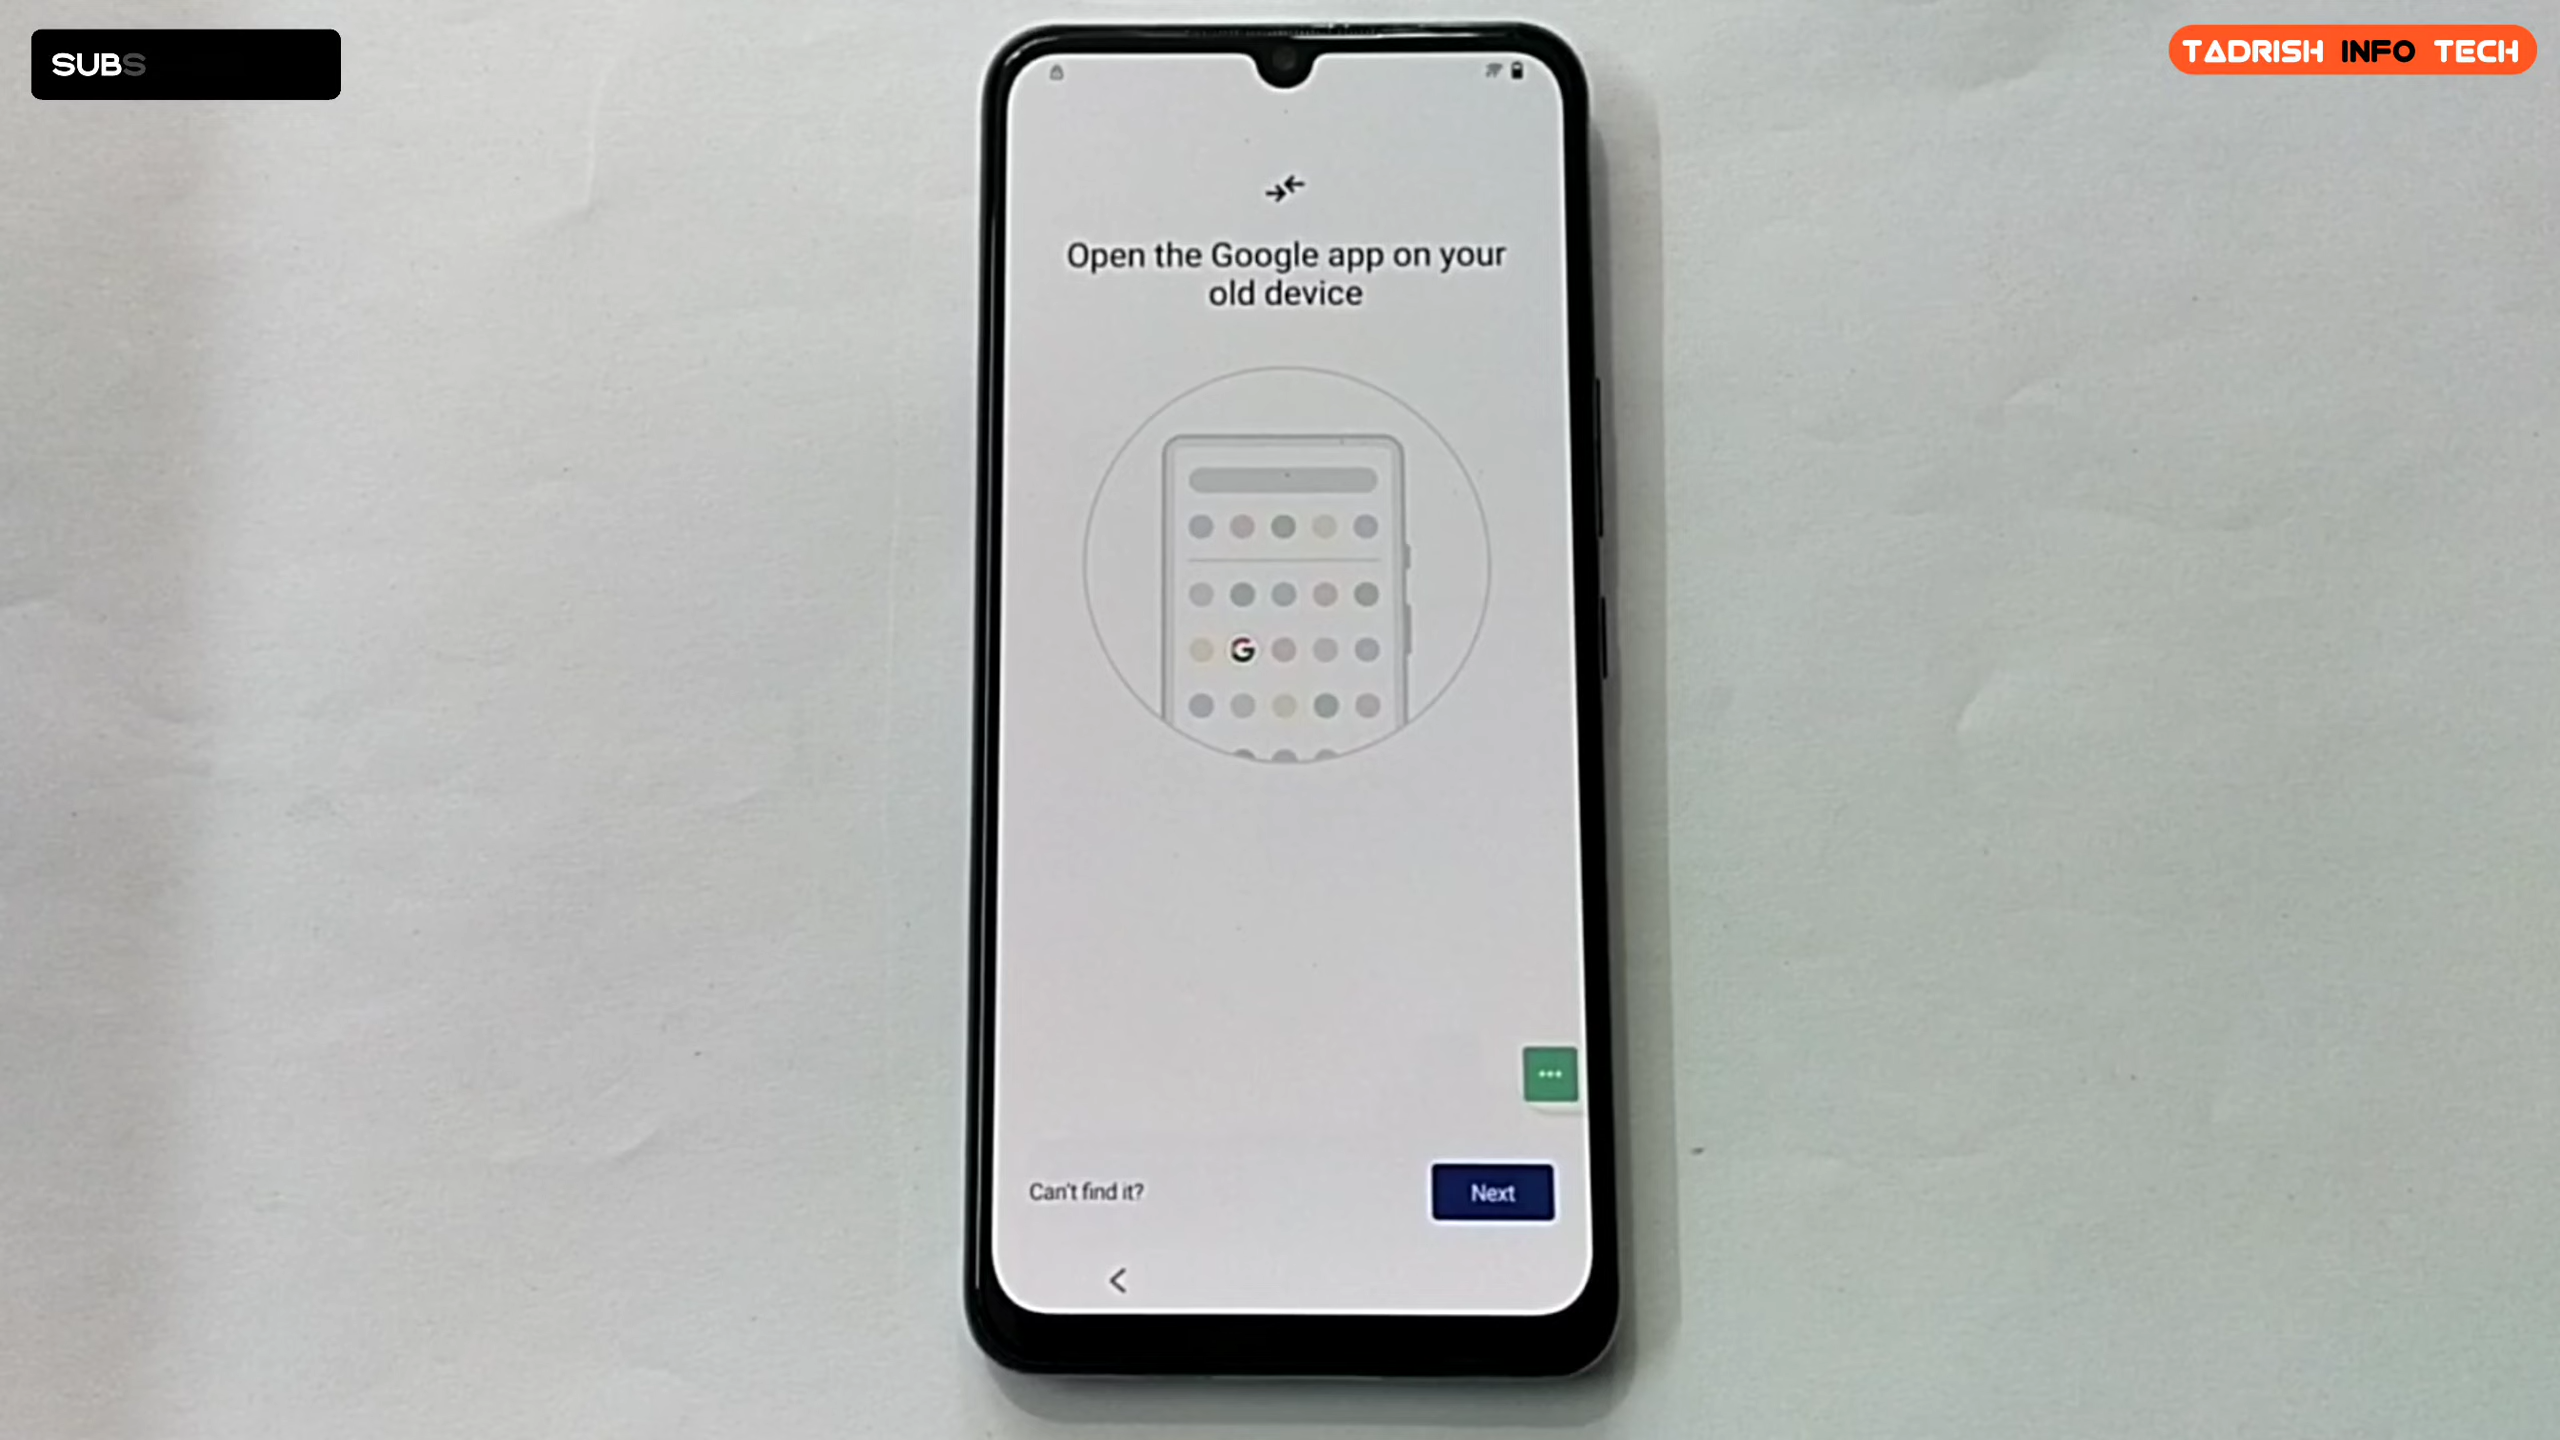 SUBS
TADRISH INFO TECH
Open the Google app on your
old device
G
Can't find it?
Next